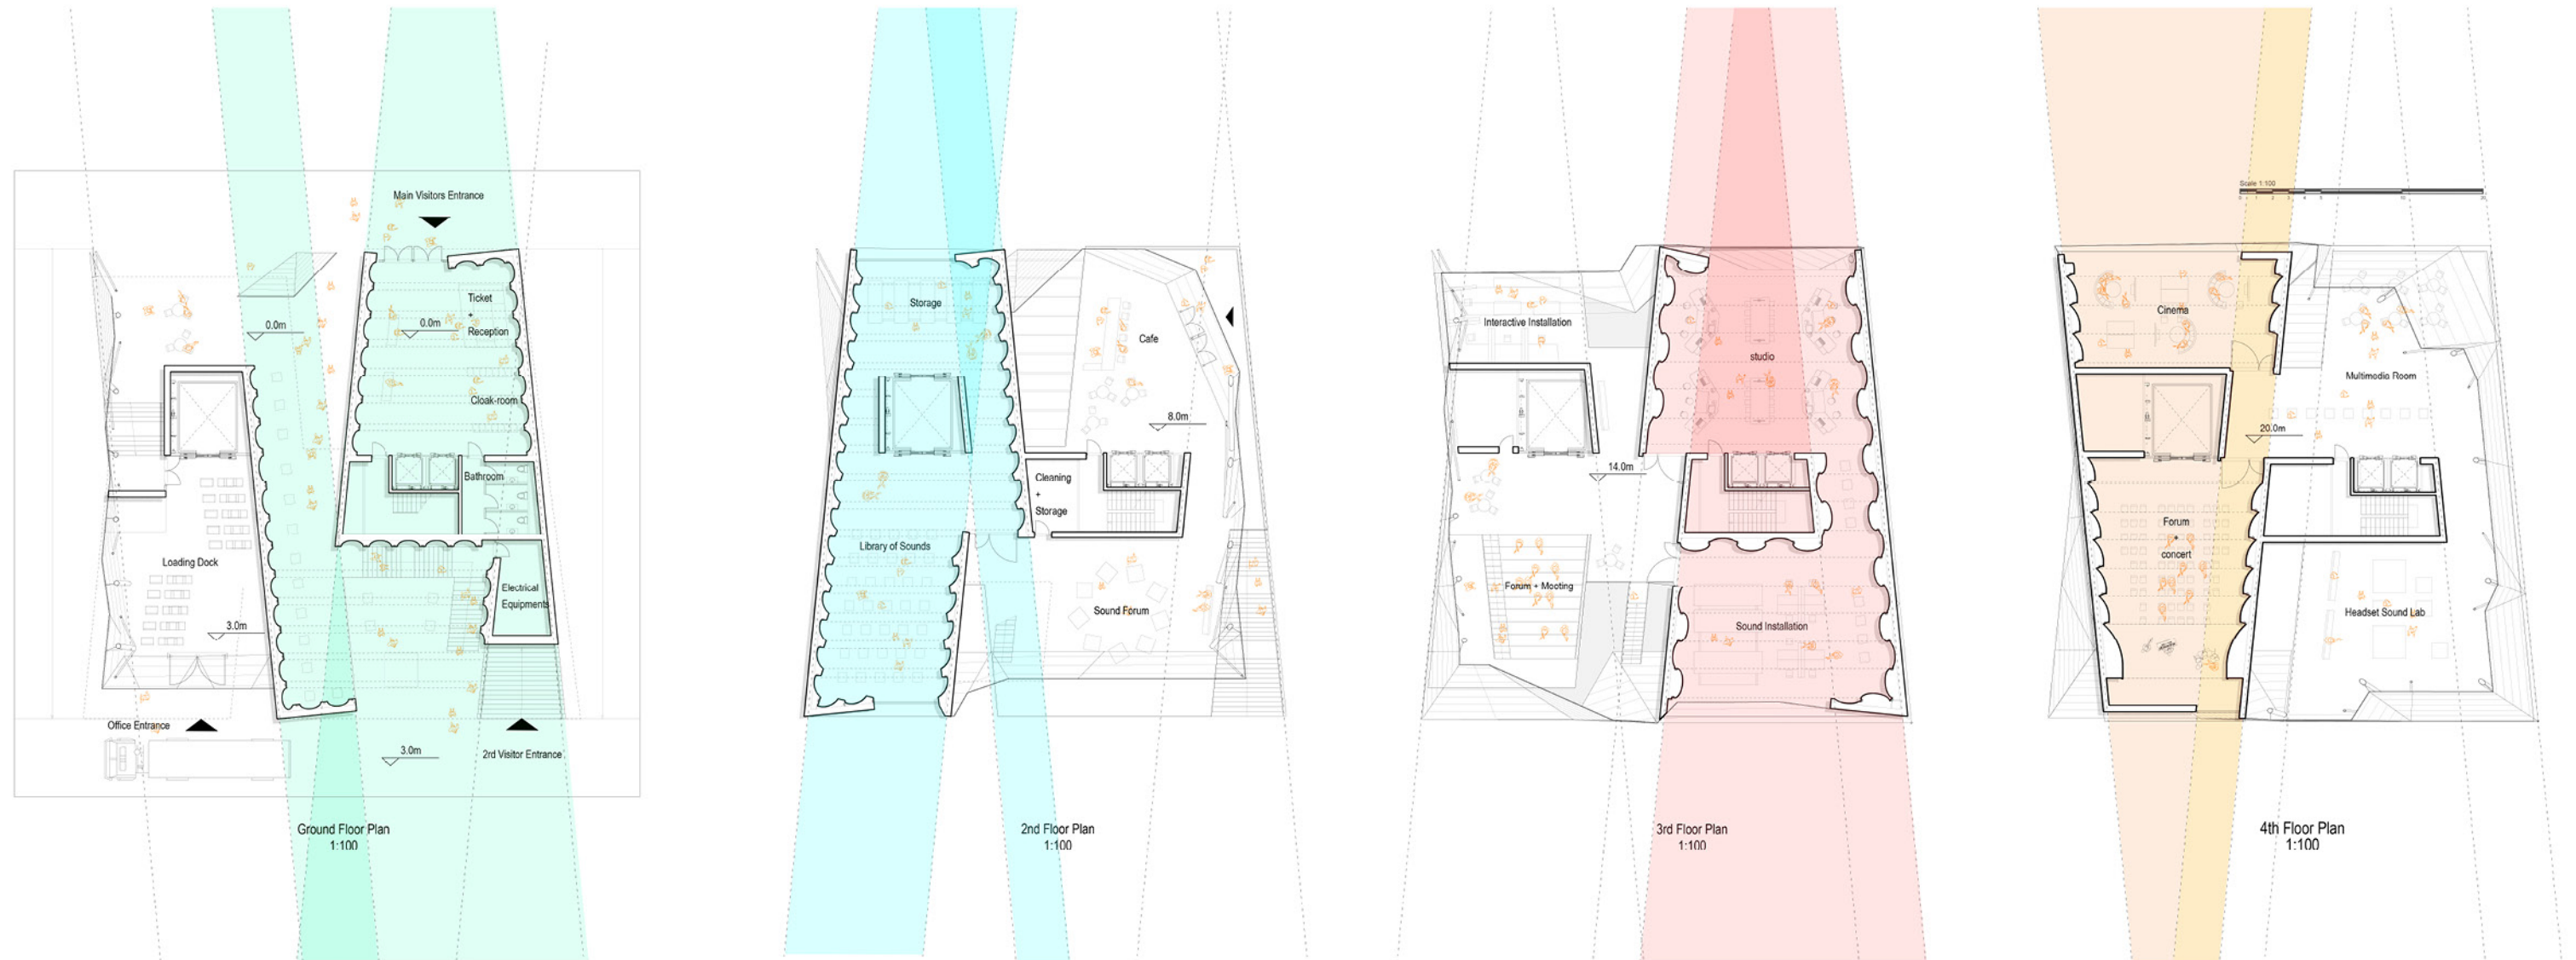 Main Visitors Entrance
Ticket
+
Reception
0.0m
0.0m
Cloak-room
Bathroom
Loading Dock
Electrical
Equipments
3.0m
Office Entrance
3.0m
2rd Visitor Entrance
Ground Floor Plan
1:100
Storage
Cafe
8.0m
Cleaning
+
Storage
Library of Sounds
Sound Forum
2nd Floor Plan
1:100
Interactive Installation
studio
14.0m
Forum + Meeting
Sound Installation
3rd Floor Plan
1:100
Scale 1:100
Cinema
Multimedia Room
20.0m
Forum
+
concert
Headset Sound Lab
4th Floor Plan
1:100